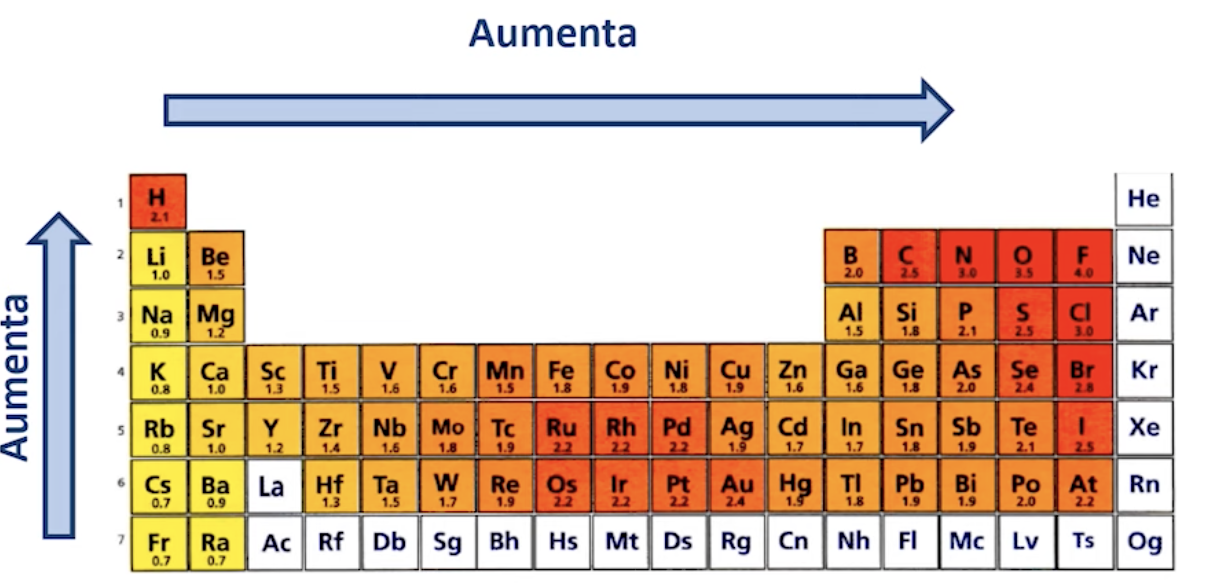 Aumenta
Aumenta
1 H He
2.1
2 Li Be B C N O F Ne
1.0 1.5 2.0 2.5 3.0 3.5 4.0
3 Na Mg Al Si P S Cl Ar
0.9 1.2 1.5 1.8 2.1 2.5 3.0
4 K Ca Sc Ti V Cr Mn Fe Co Ni Cu Zn Ga Ge As Se Br Kr
0.8 1.0 1.3 1.5 1.6 1.6 1.5 1.8 1.9 1.8 1.9 1.6 1.6 1.8 2.0 2.4 2.8
5 Rb Sr Y Zr Nb Mo Tc Ru Rh Pd Ag Cd In Sn Sb Te I Xe
0.8 1.0 1.2 1.4 1.6 1.8 1.9 2.2 2.2 2.2 1.9 1.7 1.7 1.8 1.9 2.1 2.5
6 Cs Ba La Hf Ta W Re Os Ir Pt Au Hg Tl Pb Bi Po At Rn
0.7 0.9 1.3 1.5 1.7 1.9 2.2 2.2 2.2 2.4 1.9 1.8 1.9 1.9 2.0 2.2
7 Fr Ra Ac Rf Db Sg Bh Hs Mt Ds Rg Cn Nh Fl Mc Lv Ts Og
0.7 0.7